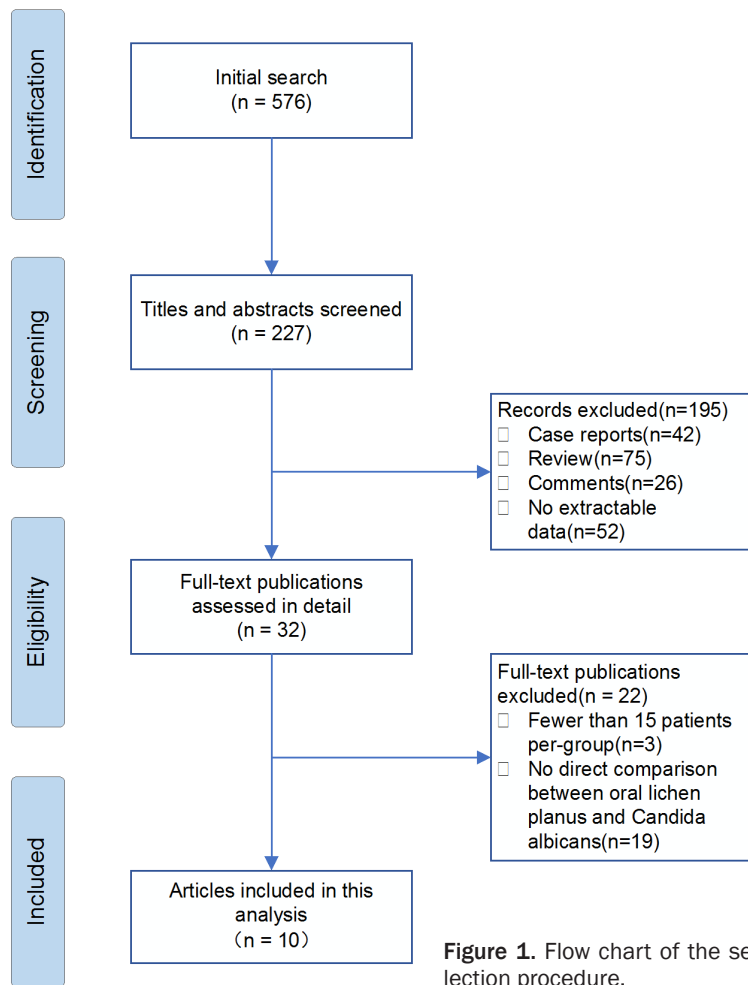 Identification
Initial search
(n = 576)
Screening
Titles and abstracts screened
(n = 227)
Records excluded(n=195)
Case reports(n=42)
Review(n=75)
Comments(n=26)
No extractable
data(n=52)
Eligibility
Full-text publications
assessed in detail
(n = 32)
Full-text publications
excluded(n = 22)
Fewer than 15 patients
per-group(n=3)
No direct comparison
between oral lichen
planus and Candida
albicans(n=19)
Included
Articles included in this
analysis
（n = 10）
Figure 1. Flow chart of the se-
lection procedure.